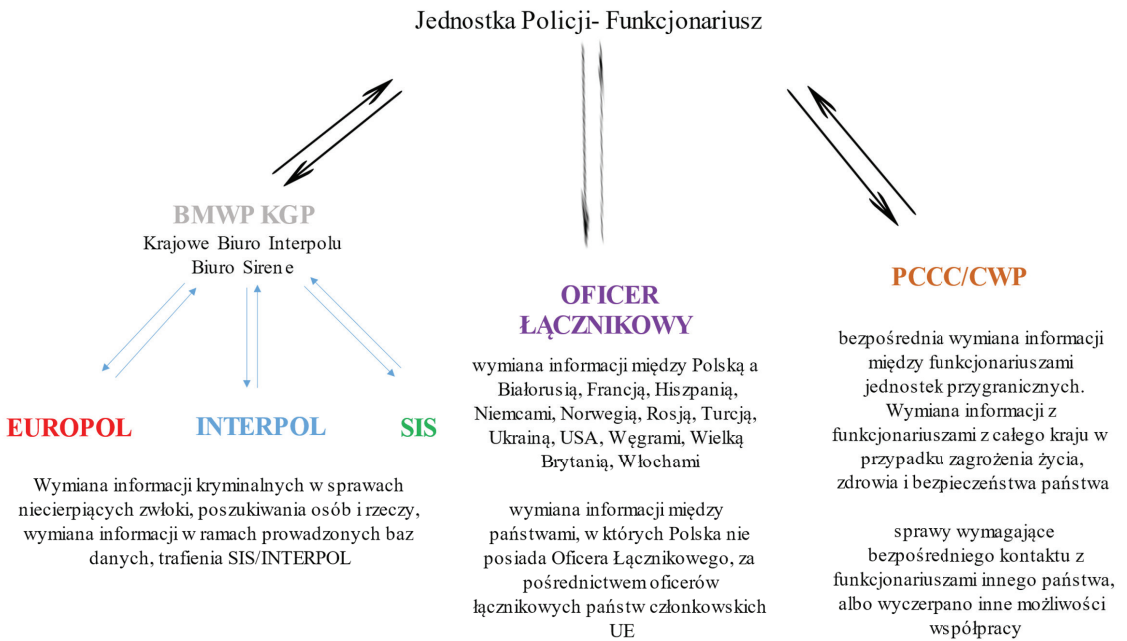 Jednostka Policji- Funkcjonariusz
BMWP KGP
Krajowe Biuro Interpolu
Biuro Sirene
EUROPOL
INTERPOL
SIS
Wymiana informacji kryminalnych w sprawach
niecierpiących zwłoki, poszukiwania osób i rzeczy,
wymiana informacji w ramach prowadzonych baz
danych, trafienia SIS/INTERPOL
OFICER
ŁĄCZNIKOWY
wymiana informacji między Polską a
Białorusią, Francją, Hiszpanią,
Niemcami, Norwegią, Rosją, Turcją,
Ukrainą, USA, Węgrami, Wielką
Brytanią, Włochami
wymiana informacji między
państwami, w których Polska nie
posiada Oficera Łącznikowego, za
pośrednictwem oficerów
łącznikowych państw członkowskich
UE
PCCC/CWP
bezpośrednia wymiana informacji
między funkcjonariuszami
jednostek przygranicznych.
Wymiana informacji z
funkcjonariuszami z całego kraju w
przypadku zagrożenia życia,
zdrowia i bezpieczeństwa państwa
sprawy wymagające
bezpośredniego kontaktu z
funkcjonariuszami innego państwa,
albo wyczerpano inne możliwości
współpracy